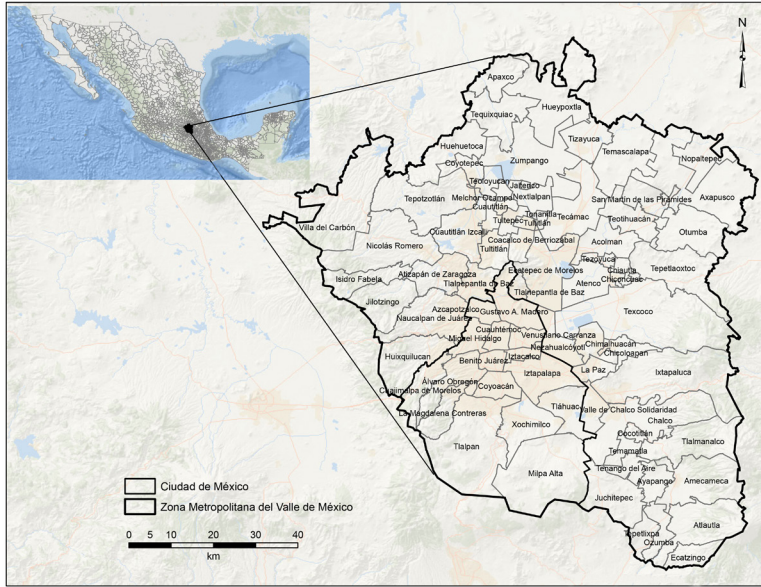 N
Apaxco
Hueypoxtla
Tequixquiac
Tizayuca
Huehuetoca
Temascalapa
Nopaltepec
Coyotepec
Zumpango
Teoloyucan
Jaltenco
Tepotzotlán
Melchor Ocampo
Nextlalpan
San Martín de las Pirámides
Axapusco
Cuautitlán
Tonanitla
Tultepec
Tultitlán
Tecámac
Teotihuacán
Villa del Carbón
Cuautitlán Izcalli
Otumba
Nicolás Romero
Tultitlán
Coacalco de Berriozábal
Acolman
Tezoyuca
Isidro Fabela
Atizapán de Zaragoza
Ecatepec de Morelos
Chiautla
Tepetlaoxtoc
Tlalnepantla de Baz
Atenco
Chiconcuac
Tlalnepantla de Baz
Jilotzingo
Azcapotzalco
Gustavo A. Madero
Texcoco
Naucalpan de Juárez
Cuauhtémoc
Venustiano Carranza
Miguel Hidalgo
Nezahualcóyotl
Chimalhuacán
Huixquilucan
Iztacalco
Chicoloapan
Benito Juárez
La Paz
Ixtapaluca
Iztapalapa
Álvaro Obregón
Cuajimalpa de Morelos
Coyoacán
Tláhuac
Valle de Chalco Solidaridad
La Magdalena Contreras
Xochimilco
Chalco
Cocotitlán
Tlalpan
Tlalmanalco
Temamatla
Milpa Alta
Tenango del Aire
Ayapango
Amecameca
Juchitepec
Atlautla
Tepetlixpa
Ozumba
Ecatzingo
Ciudad de México
Zona Metropolitana del Valle de México
0 5 10 20 30 40
km